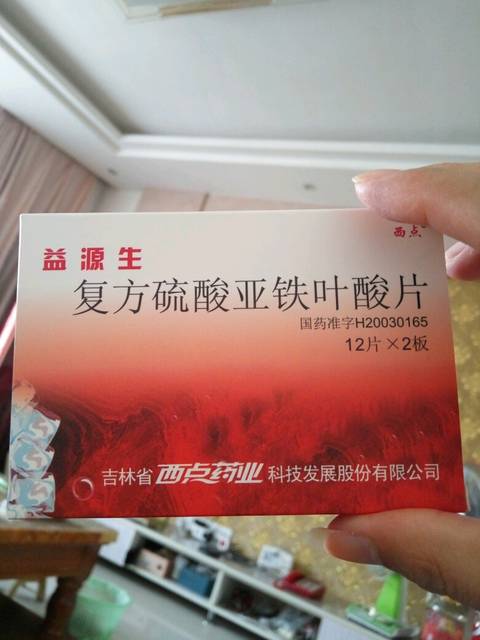 西点
益源生
复方硫酸亚铁叶酸片
国药准字H20030165
12片×2板
吉林省西点药业科技发展股份有限公司